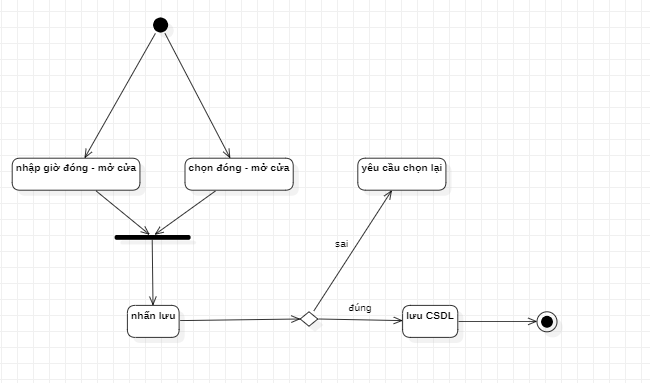 nhập giờ đóng - mở cửa
chọn đóng - mở cửa
yêu cầu chọn lại
sai
đúng
nhấn lưu
lưu CSDL